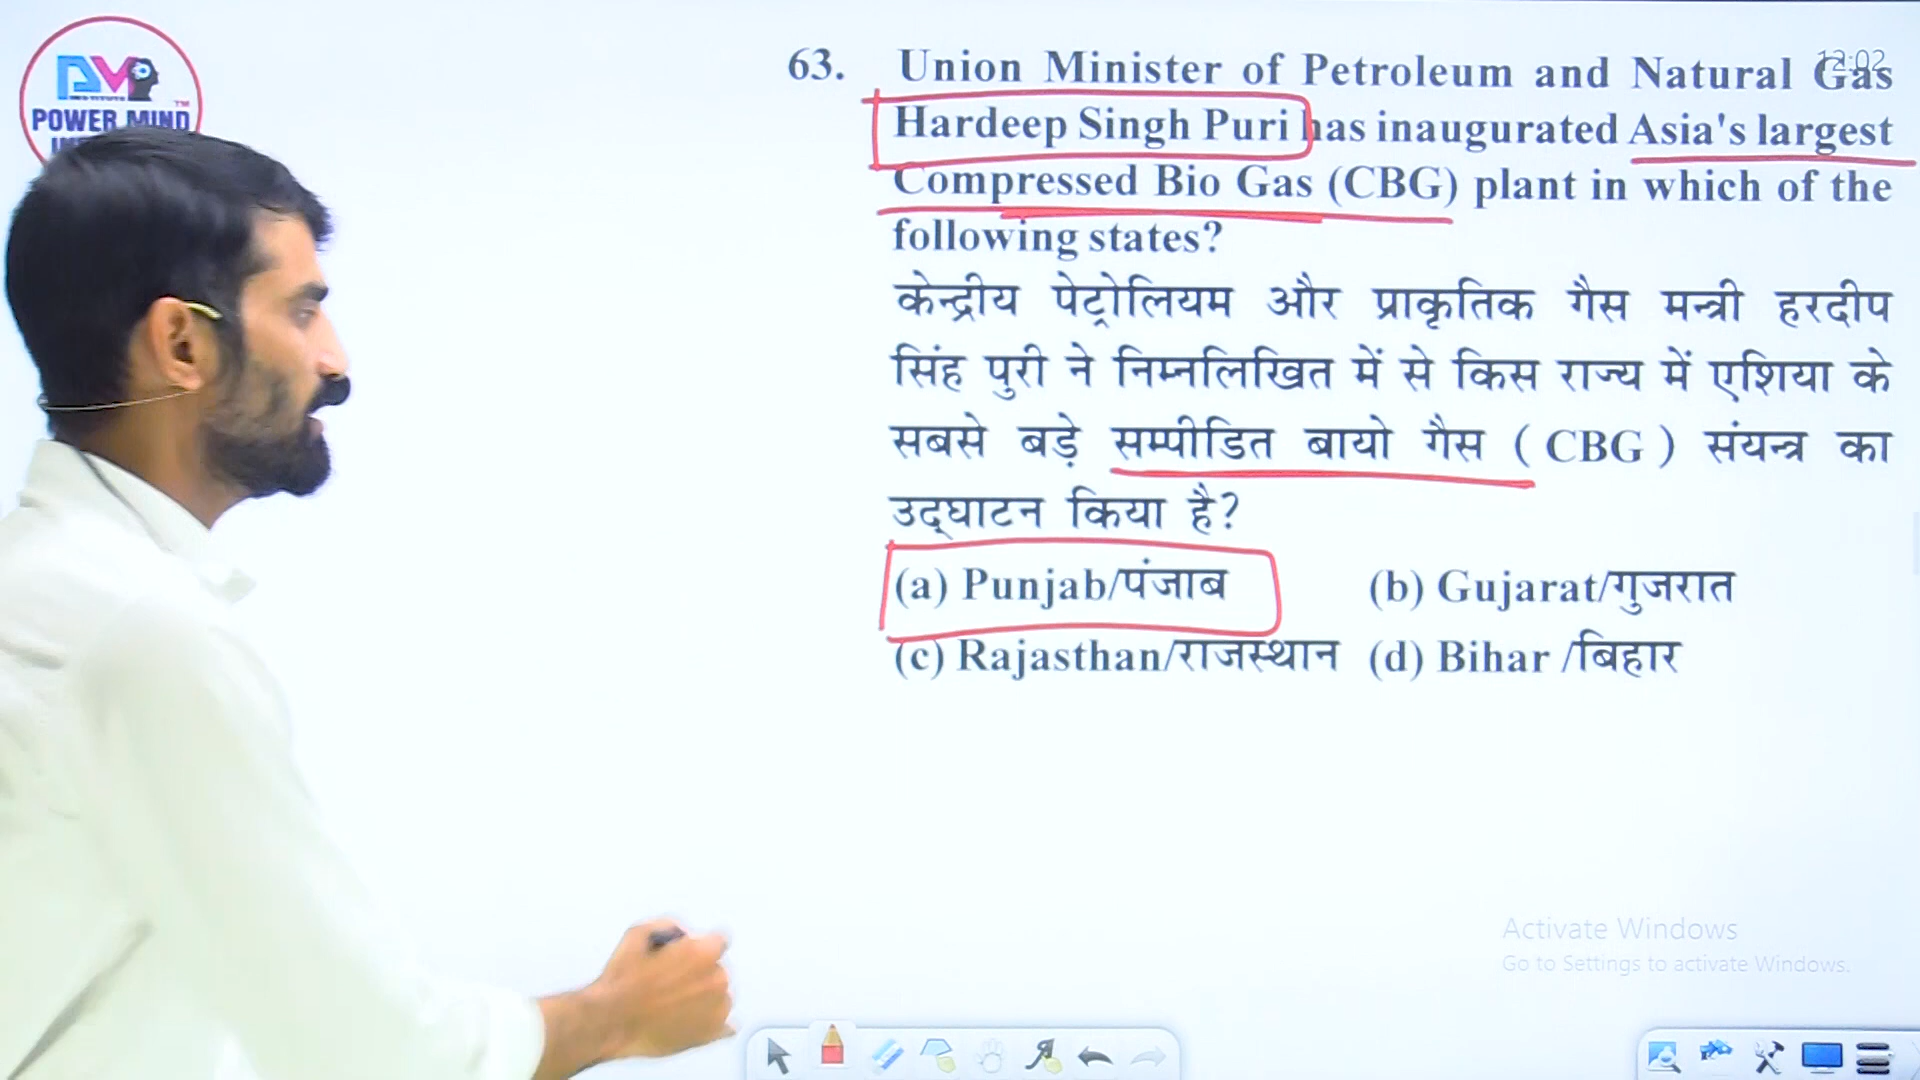 POWER MIND
12:02
63. Union Minister of Petroleum and Natural Gas
Hardeep Singh Puri has inaugurated Asia's largest
Compressed Bio Gas (CBG) plant in which of the
following states?
केन्द्रीय पेट्रोलियम और प्राकृतिक गैस मन्त्री हरदीप
सिंह पुरी ने निम्नलिखित में से किस राज्य में एशिया के
सबसे बड़े सम्पीडित बायो गैस ( CBG ) संयन्त्र का
उद्घाटन किया है?
(a) Punjab/पंजाब (b) Gujarat/गुजरात
(c) Rajasthan/राजस्थान (d) Bihar /बिहार
Activate Windows
Go to Settings to activate Windows.